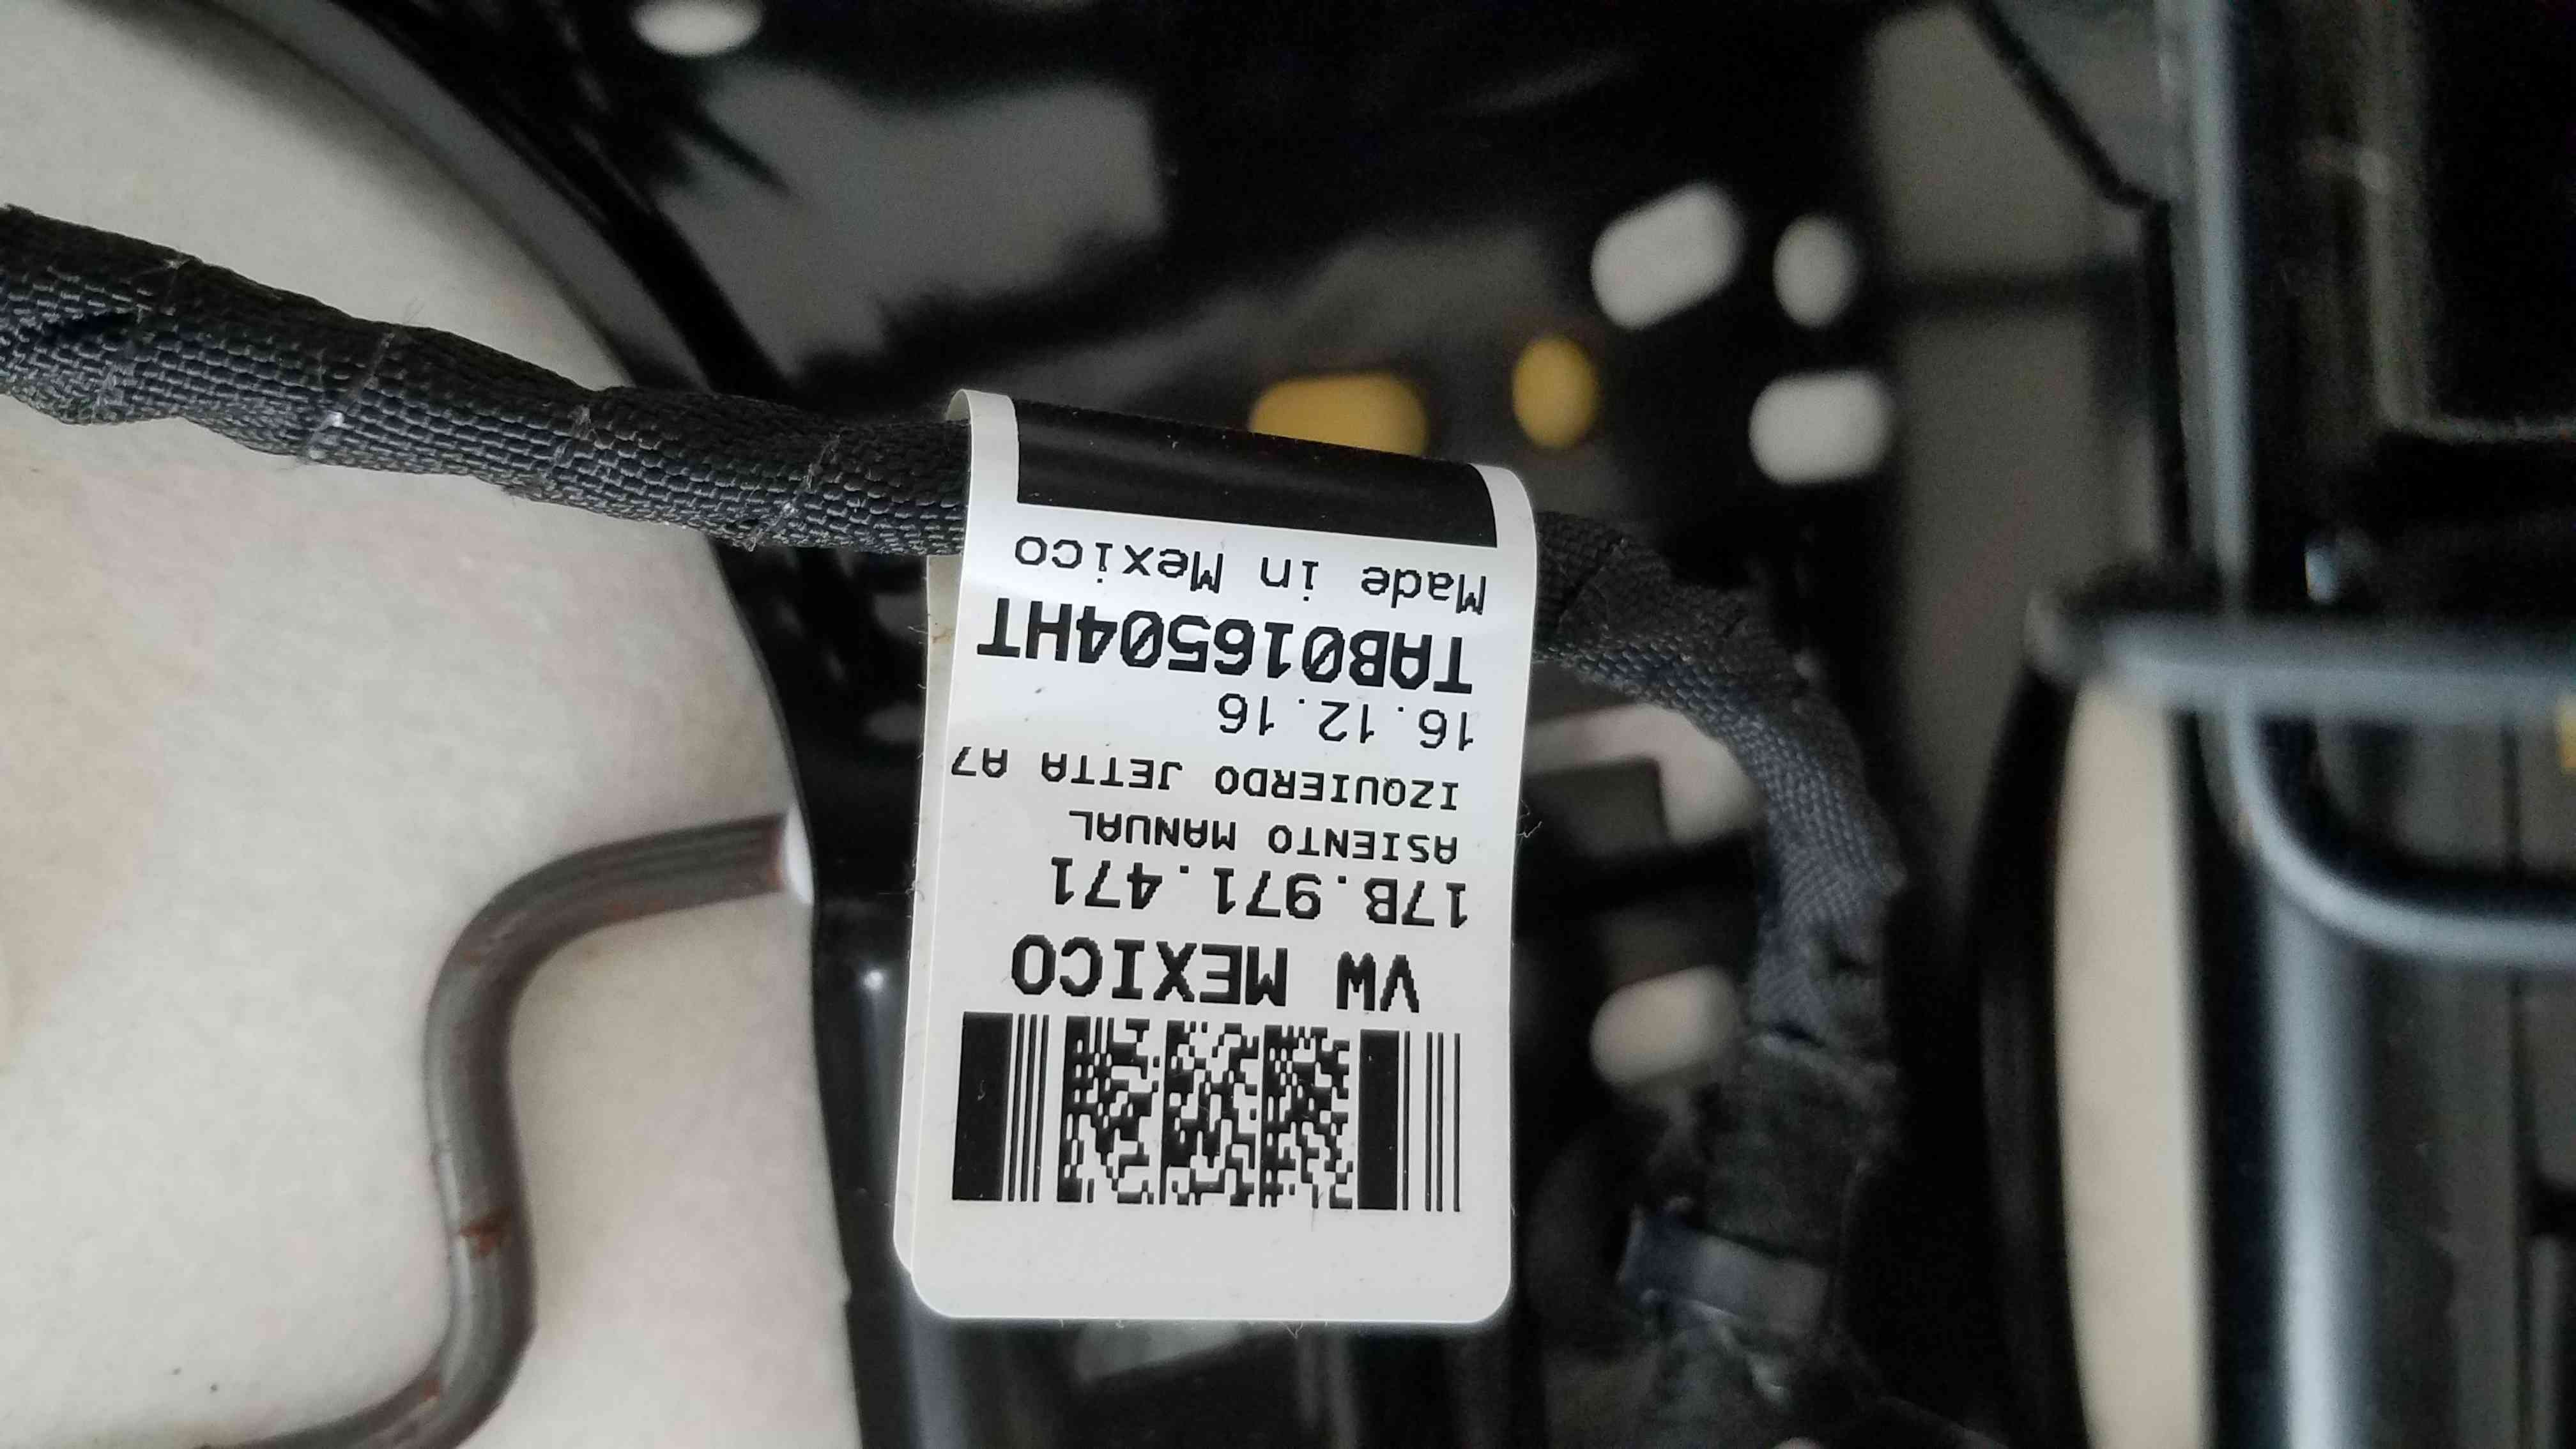 VW MEXICO
17B.971.471
ASIENTO MANUAL
IZQUIERDO JETTA A7
16.12.16
TAB016504HT
Made in Mexico